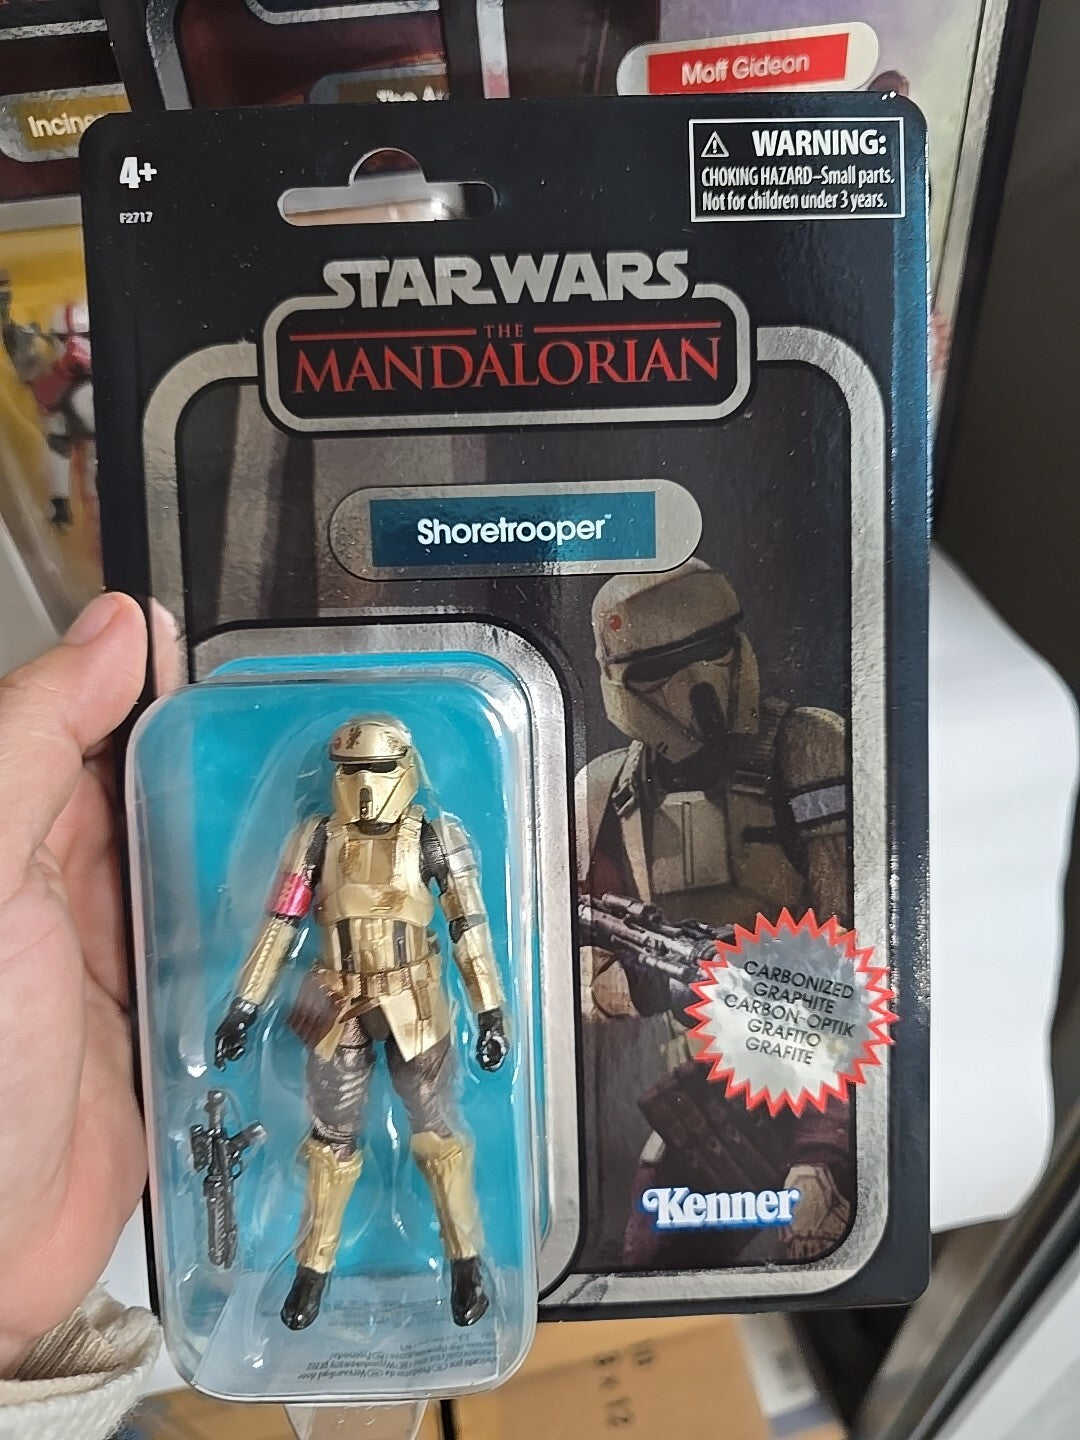 Moff Gideon
4+
F2717
WARNING:
CHOKING HAZARD–Small parts.
Not for children under 3 years.
STAR WARS
THE
MANDALORIAN
Shoretrooper™
CARBONIZED
GRAPHITE
CARBON-OPTIK
GRAFITO
GRAFITE
Kenner